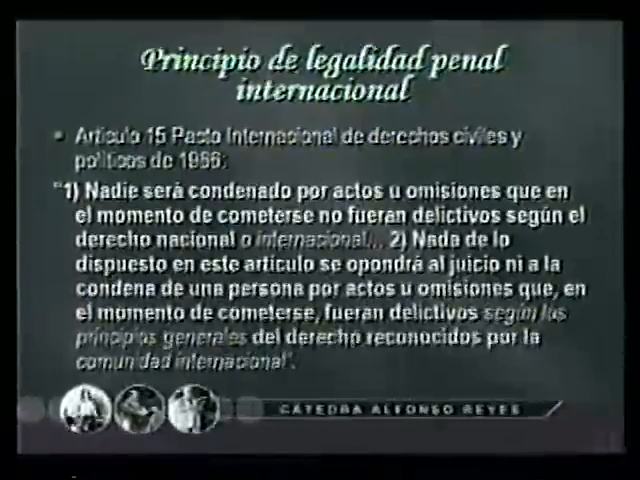 Principio de legalidad penal
internacional
• Artículo 15 Pacto Internacional de derechos civiles y
políticos de 1966:
"1) Nadie será condenado por actos u omisiones que en
el momento de cometerse no fueran delictivos según el
derecho nacional o internacional... 2) Nada de lo
dispuesto en este artículo se opondrá al juicio ni a la
condena de una persona por actos u omisiones que, en
el momento de cometerse, fueran delictivos según los
principios generales del derecho reconocidos por la
comunidad internacional".
CÁTEDRA ALFONSO REYES